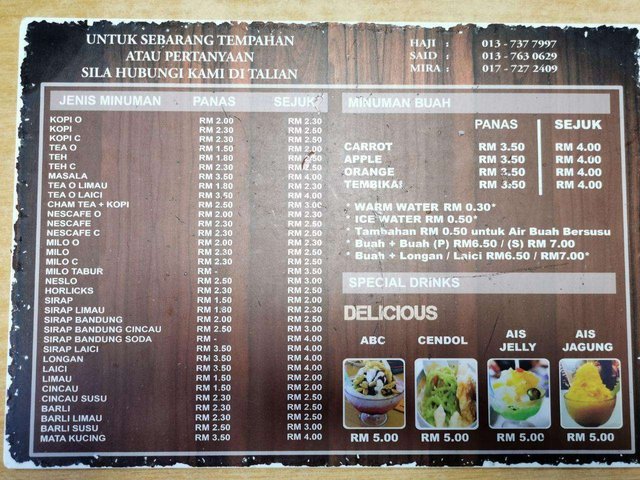 UNTUK SEBARANG TEMPAHAN
ATAU PERTANYAAN
SILA HUBUNGI KAMI DI TALIAN
HAJI : 013 - 737 7997
SAID : 013 - 763 0629
MIRA : 017 - 727 2409
JENIS MINUMAN PANAS SEJUK
KOPI O RM 2.00 RM 2.30
KOPI RM 2.30 RM 2.50
KOPI C RM 2.30 RM 2.50
TEA O RM 1.50 RM 2.00
TEH RM 1.80 RM
TEH C RM 2.30 RM 2.50
MASALA RM 3.50 RM 4.00
TEA O LIMAU RM 1.80 RM 2.30
TEA O LAICI RM 3.50 RM 4.00
CHAM TEA + KOPI RM 2.50 RM 3.00
NESCAFE O RM 2.00 RM 2.30
NESCAFE RM 2.30 RM 2.50
NESCAFE C RM 2.30 RM 2.50
MILO O RM 2.00 RM 2.30
MILO RM 2.30 RM 2.50
MILO C RM 2.30 RM 2.50
MILO TABUR RM - RM 3.50
NESLO RM 2.50 RM 3.00
HORLICKS RM 2.30 RM 2.50
SIRAP RM 1.50 RM 2.00
SIRAP LIMAU RM 1.80 RM 2.30
SIRAP BANDUNG RM 2.00 RM 2.50
SIRAP BANDUNG CINCAU RM 2.50 RM 3.00
SIRAP BANDUNG SODA RM - RM 4.00
SIRAP LAICI RM 3.50 RM 4.00
LONGAN RM 3.50 RM 4.00
LAICI RM 3.50 RM 4.00
LIMAU RM 1.50 RM 2.00
CINCAU RM 1.50 RM 2.00
CINCAU SUSU RM 2.30 RM 2.50
BARLI RM 2.30 RM 2.50
BARLI LIMAU RM 2.30 RM 2.50
BARLI SUSU RM 2.30 RM 2.50
MATA KUCING RM 3.50 RM 4.00
MINUMAN BUAH
PANAS SEJUK
CARROT RM 3.50 RM 4.00
APPLE RM 3.50 RM 4.00
ORANGE RM 3.50 RM 4.00
TEMBIKAI RM 3.50 RM 4.00
* WARM WATER RM 0.30*
* ICE WATER RM 0.50*
* Tambahan RM 0.50 untuk Air Buah Bersusu
* Buah + Buah (P) RM6.50 / (S) RM 7.00
* Buah + Longan / Laici RM6.50 / RM7.00*
SPECIAL DRiNKS
DELICIOUS
ABC CENDOL AIS JELLY AIS JAGUNG
RM 5.00 RM 5.00 RM 5.00 RM 5.00